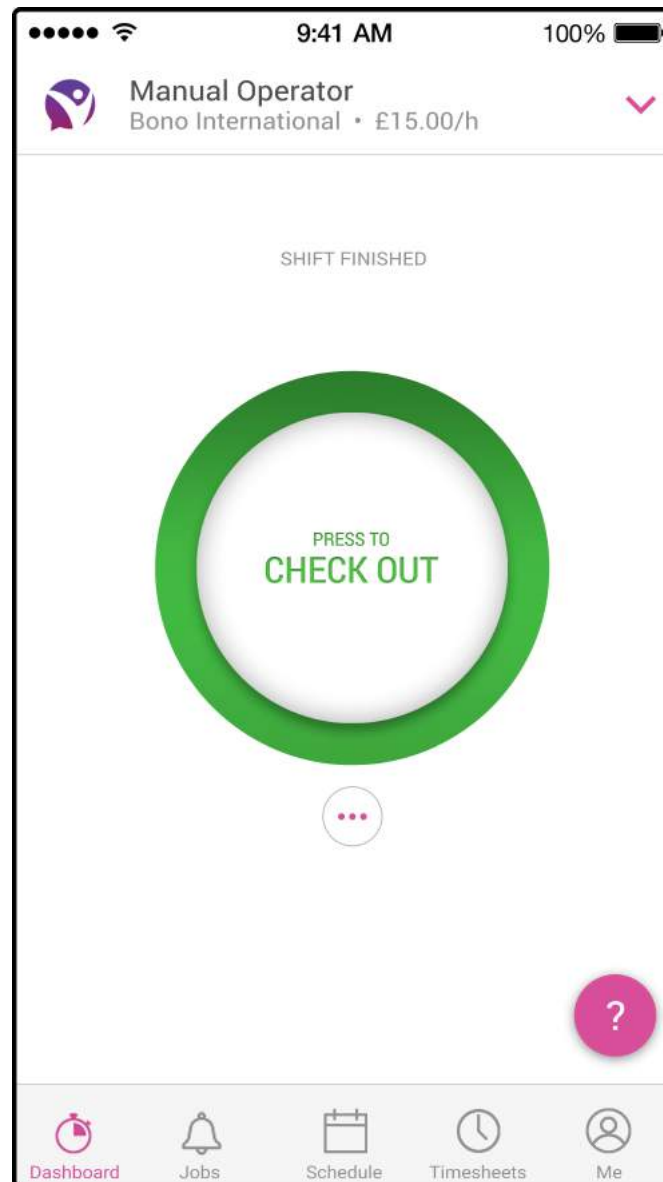 9:41 AM 100%
Manual Operator
Bono International • £15.00/h
SHIFT FINISHED
PRESS TO
CHECK OUT
?
Dashboard Jobs Schedule Timesheets Me